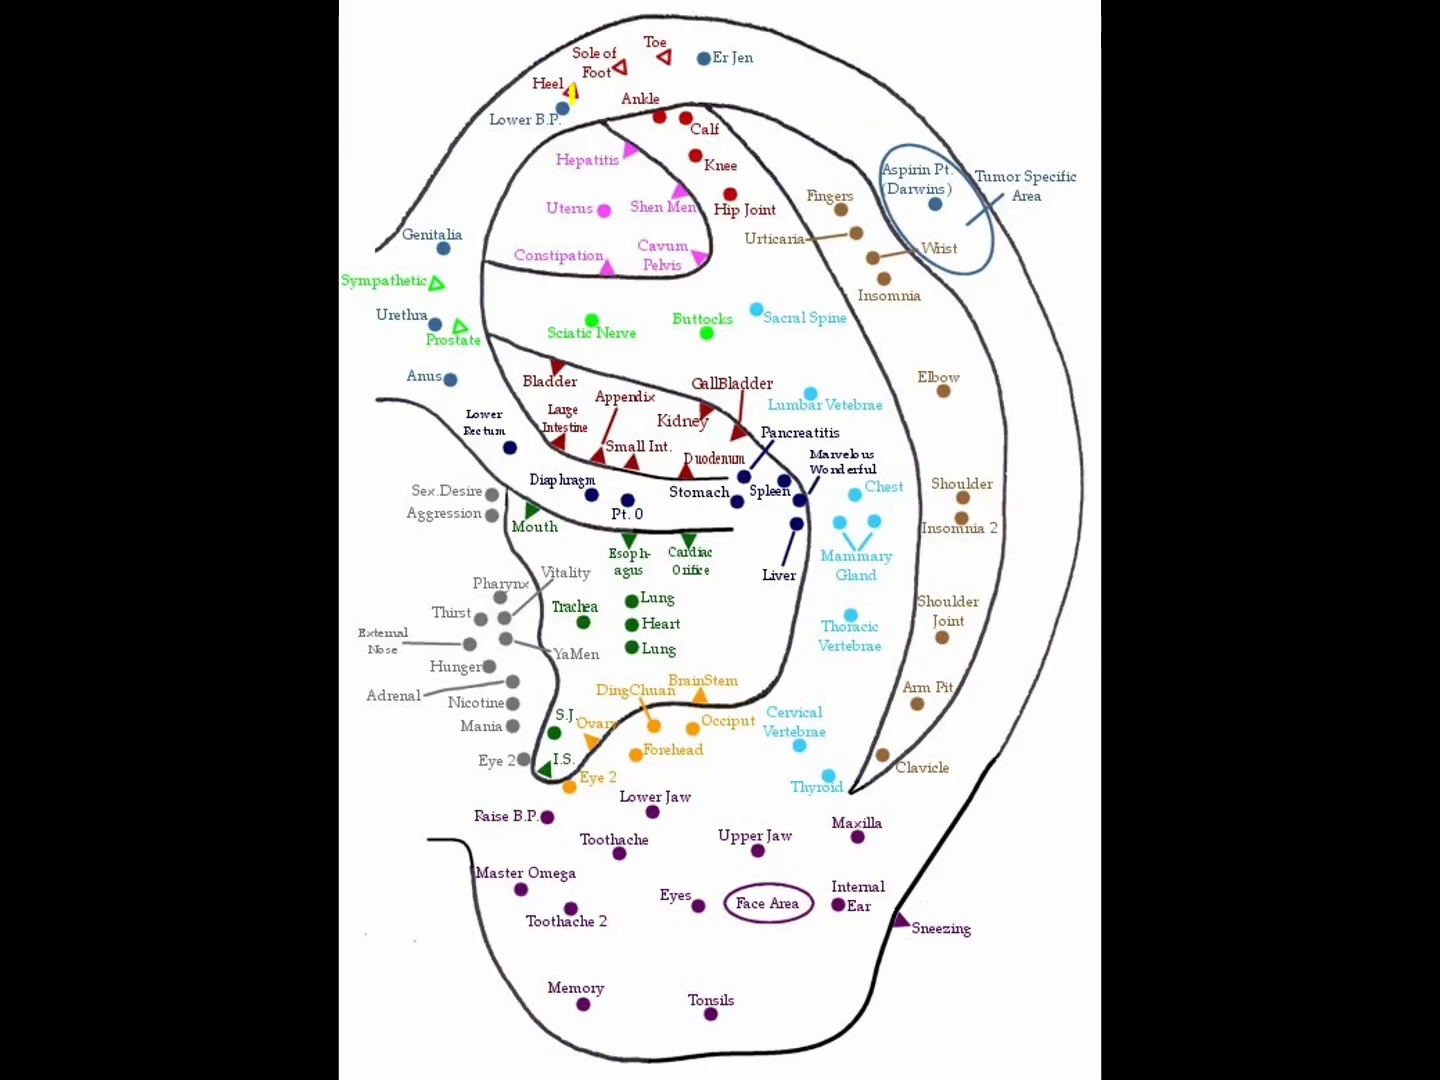 Toe
Sole of
Foot
Er Jen
Heel
Ankle
Lower B.P.
Calf
Hepatitis
Knee
Aspirin Pt.
(Darwins)
Tumor Specific
Area
Fingers
Uterus
Shen Men
Hip Joint
Genitalia
Urticaria
Wrist
Constipation
Cavum
Pelvis
Sympathetic
Insomnia
Urethra
Prostate
Sciatic Nerve
Buttocks
Sacral Spine
Anus
Bladder
GallBladder
Elbow
Appendix
Lumbar Vetebrae
Large
Intestine
Kidney
Lower
Rectum
Pancreatitis
Small Int.
Duodenum
Marvelous
Wonderful
Diaphragm
Stomach
Spleen
Sex.Desire
Chest
Shoulder
Aggression
Pt. 0
Mouth
Insomnia 2
Esoph-
agus
Cardiac
Orifice
Mammary
Gland
Liver
Vitality
Pharynx
Trachea
Lung
Shoulder
Joint
Thirst
Heart
Thoracic
Vertebrae
External
Nose
Lung
YaMen
Hunger
BrainStem
DingChuan
Arm Pit
Adrenal
Nicotine
S.J.
Ovary
Occiput
Cervical
Vertebrae
Mania
Forehead
Eye 2
I.S.
Clavicle
Eye 2
Thyroid
Lower Jaw
Raise B.P.
Maxilla
Toothache
Upper Jaw
Master Omega
Eyes
Face Area
Internal
Ear
Toothache 2
Sneezing
Memory
Tonsils